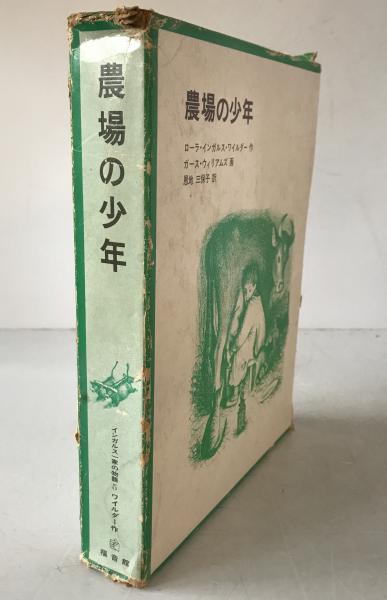 農場の少年
インガルス一家の物語5 ワイルダー作
福音館
農場の少年
ローラ・インガルス・ワイルダー 作
ガース・ウィリアムズ 画
恩地 三保子 訳